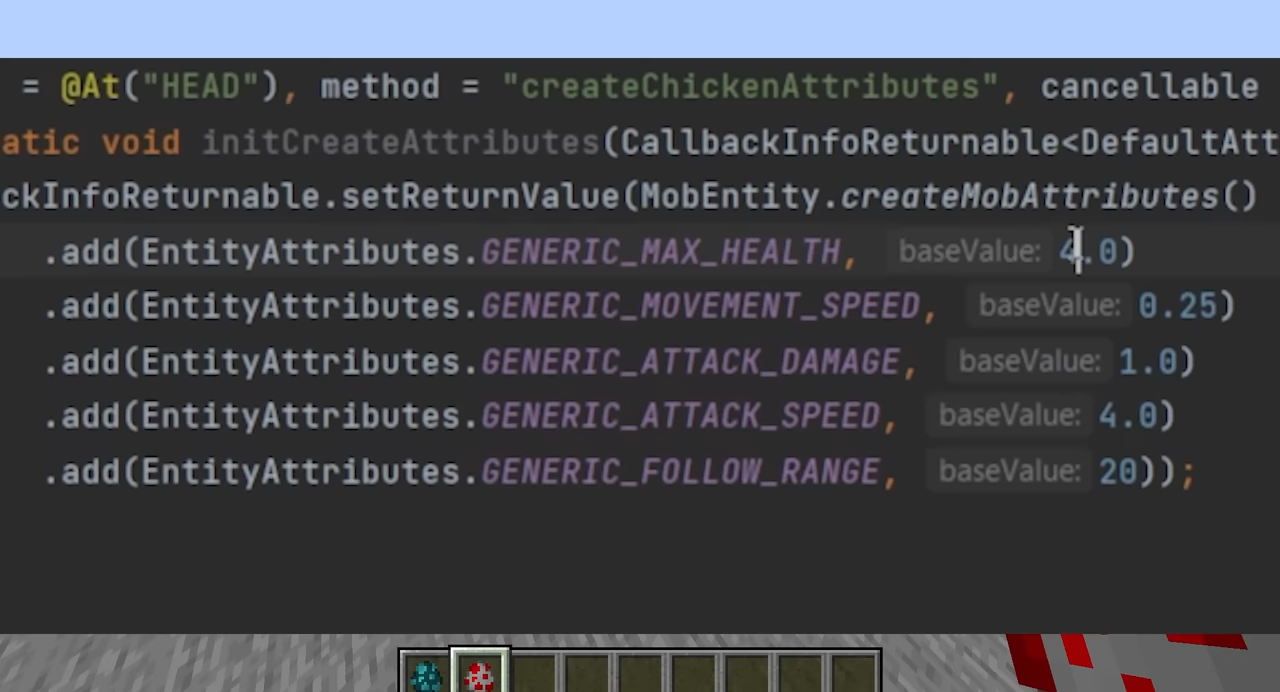 = @At("HEAD"), method = "createChickenAttributes", cancellable
atic void initCreateAttributes(CallbackInfoReturnable<DefaultAtt
ckInfoReturnable.setReturnValue(MobEntity.createMobAttributes()
.add(EntityAttributes.GENERIC_MAX_HEALTH, baseValue: 4.0)
.add(EntityAttributes.GENERIC_MOVEMENT_SPEED, baseValue: 0.25)
.add(EntityAttributes.GENERIC_ATTACK_DAMAGE, baseValue: 1.0)
.add(EntityAttributes.GENERIC_ATTACK_SPEED, baseValue: 4.0)
.add(EntityAttributes.GENERIC_FOLLOW_RANGE, baseValue: 20));